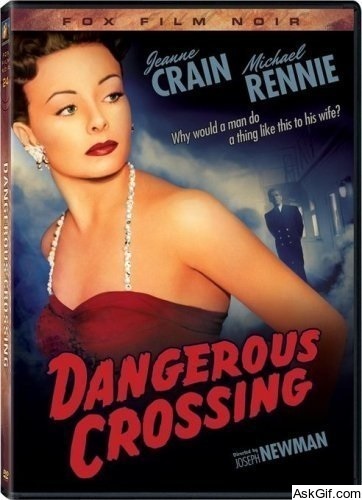 FOX FILM NOIR
Jeanne Michael
CRAIN RENNIE
Why would a man do
a thing like this to his wife?
DANGEROUS
CROSSING
Directed by
JOSEPH NEWMAN
DANGEROUS CROSSING
AskGif.com